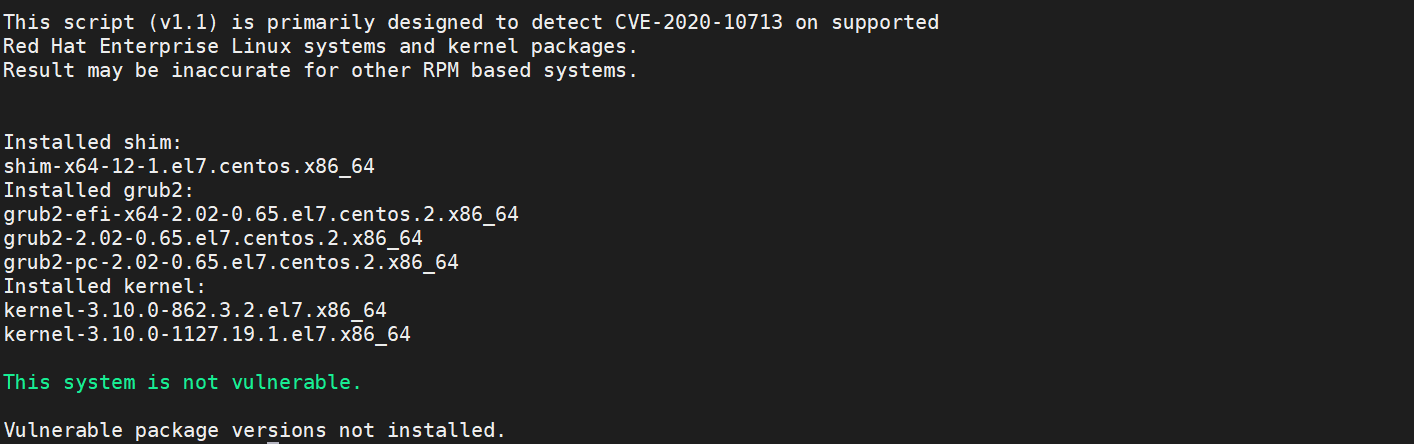 This script (v1.1) is primarily designed to detect CVE-2020-10713 on supported
Red Hat Enterprise Linux systems and kernel packages.
Result may be inaccurate for other RPM based systems.
Installed shim:
shim-x64-12-1.el7.centos.x86_64
Installed grub2:
grub2-efi-x64-2.02-0.65.el7.centos.2.x86_64
grub2-2.02-0.65.el7.centos.2.x86_64
grub2-pc-2.02-0.65.el7.centos.2.x86_64
Installed kernel:
kernel-3.10.0-862.3.2.el7.x86_64
kernel-3.10.0-1127.19.1.el7.x86_64
This system is not vulnerable.
Vulnerable package versions not installed.